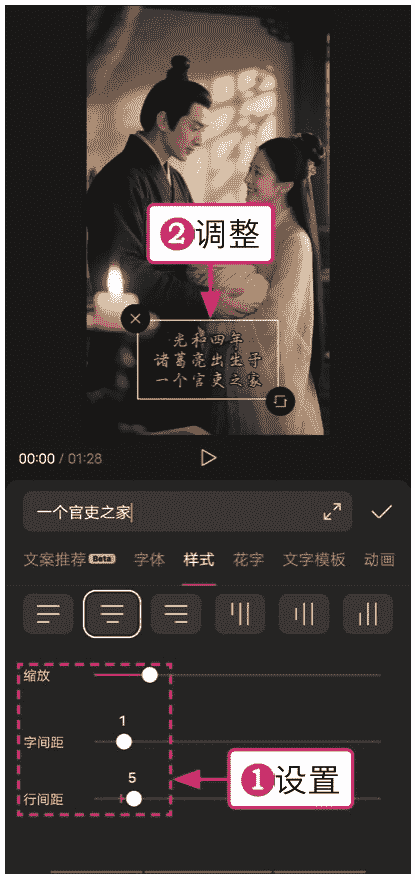 ❷调整
光和四年
诸葛亮出生于
一个官吏之家
00:00 / 01:28
一个官吏之家
文案推荐 Beta 字体 样式 花字 文字模板 动画
缩放
1
字间距
5
行间距
❶设置